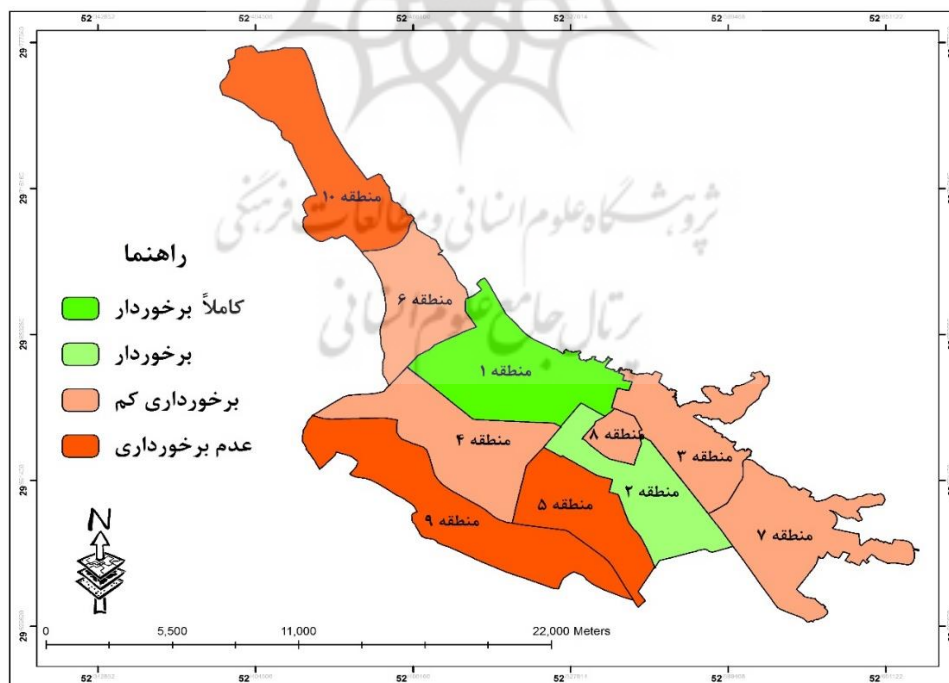 پژوهشگاه علوم انسانی و مطالعات فرهنگی
پرتال جامع علوم انسانی
منطقه ۱۰
منطقه ۶
منطقه ۱
منطقه ۸
منطقه ۴
منطقه ۳
منطقه ۲
منطقه ۵
منطقه ۹
منطقه ۷
راهنما
کاملاً برخوردار
برخوردار
برخورداری کم
عدم برخورداری
N
0 5,500 11,000 22,000 Meters